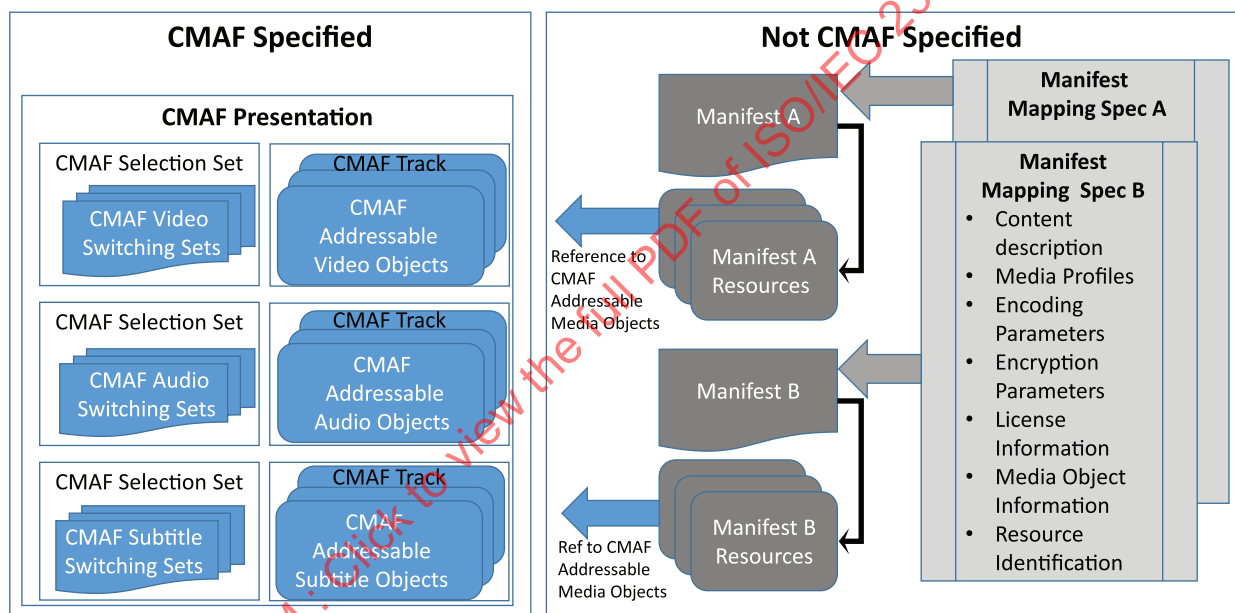 CMAF Specified
CMAF Presentation
CMAF Selection Set
CMAF Video
Switching Sets
CMAF Track
CMAF
Addressable
Video Objects
CMAF Selection Set
CMAF Audio
Switching Sets
CMAF Track
CMAF
Addressable
Audio Objects
CMAF Selection Set
CMAF Subtitle
Switching Sets
CMAF Track
CMAF
Addressable
Subtitle Objects
Not CMAF Specified
Manifest A
Manifest A
Resources
Reference to
CMAF
Addressable
Media Objects
Manifest B
Manifest B
Resources
Ref to CMAF
Addressable
Media Objects
Manifest
Mapping Spec A
Manifest
Mapping Spec B
• Content
description
• Media Profiles
• Encoding
Parameters
• Encryption
Parameters
• License
Information
• Media Object
Information
• Resource
Identification
: Click to view the full PDF of ISO/IEC